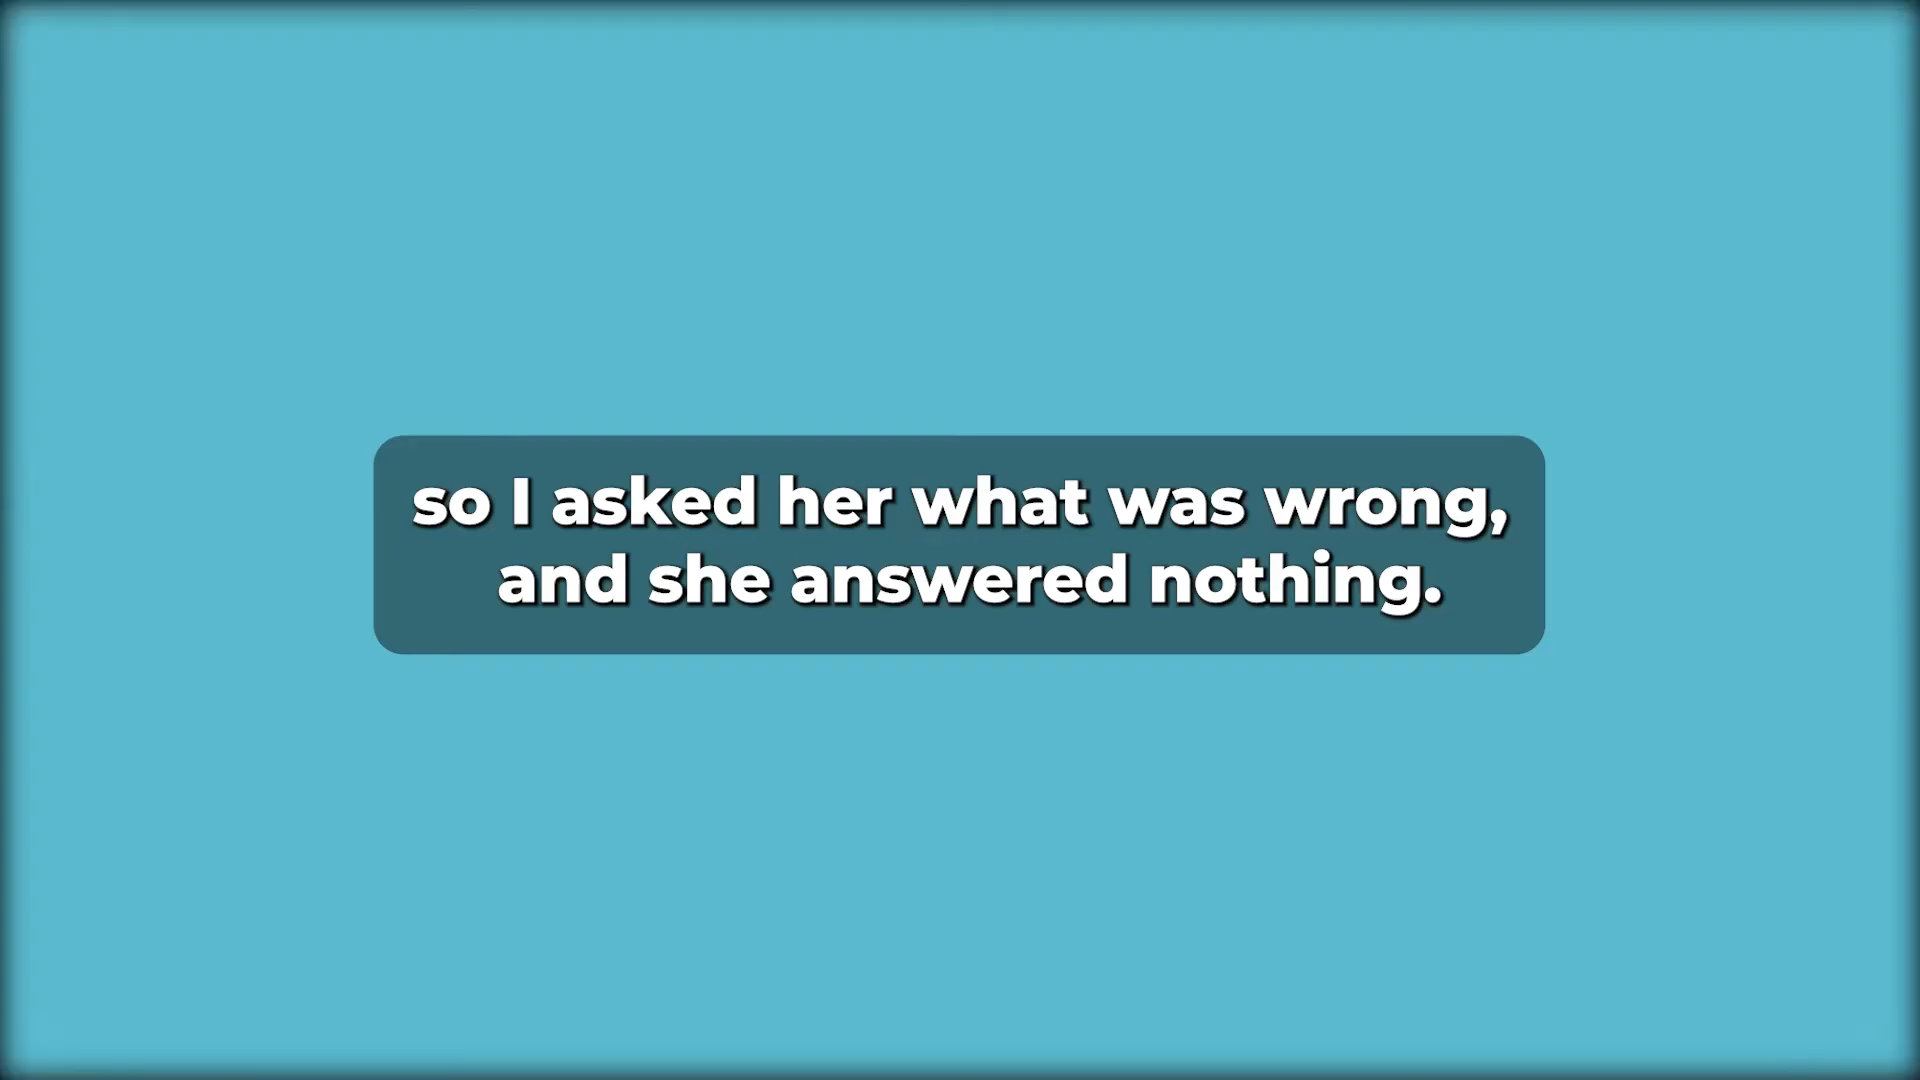 so I asked her what was wrong,
and she answered nothing.